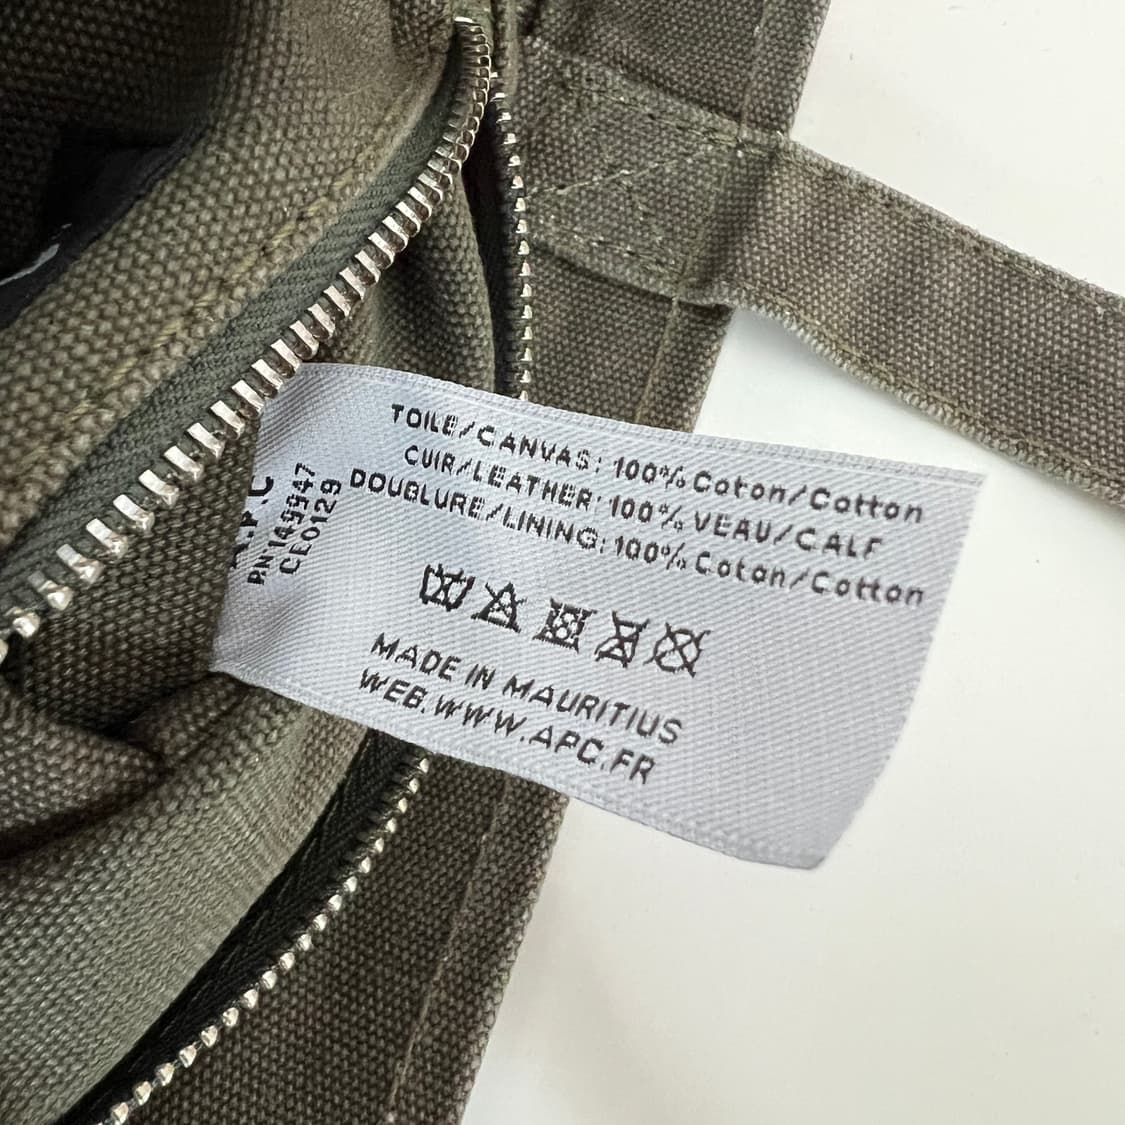 TOILE/CANVAS: 100% Coton/Cotton
CUIR/LEATHER: 100% VEAU/CALF
DOUBLURE/LINING: 100% Coton/Cotton
MADE IN MAURITIUS
WEB.WWW.APC.FR
A.P.C
RN 149947
CE0129